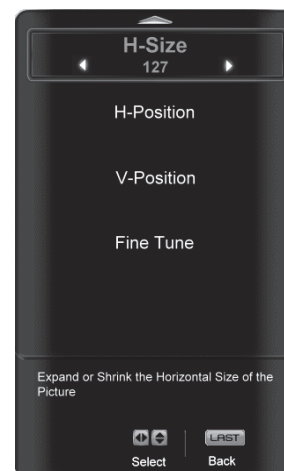 H-Size
127
H-Position
V-Position
Fine Tune
Expand or Shrink the Horizontal Size of the
Picture
LAST
Select Back